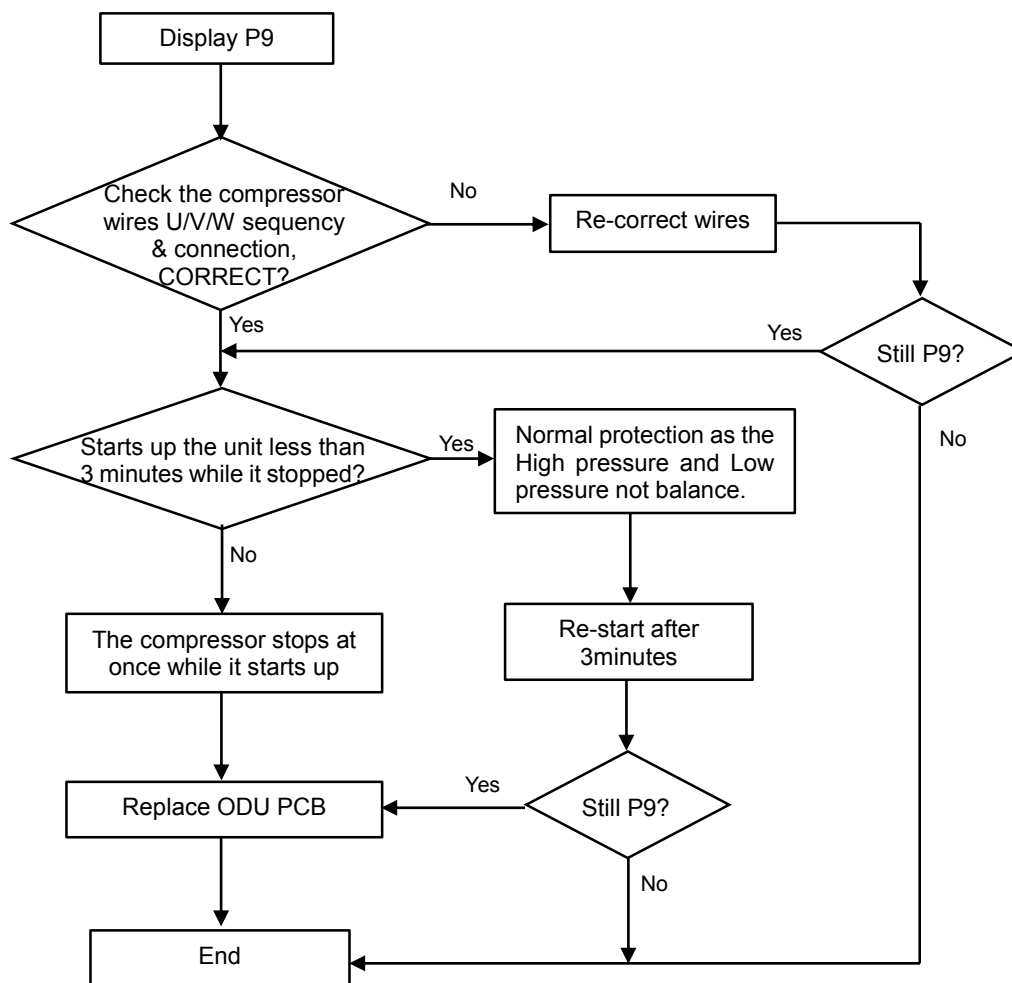 Display P9
Check the compressor
wires U/V/W sequency
& connection,
CORRECT?
No
Re-correct wires
Yes
Yes
Still P9?
No
Starts up the unit less than
3 minutes while it stopped?
Yes
Normal protection as the
High pressure and Low
pressure not balance.
No
The compressor stops at
once while it starts up
Re-start after
3minutes
Replace ODU PCB
Yes
Still P9?
No
End